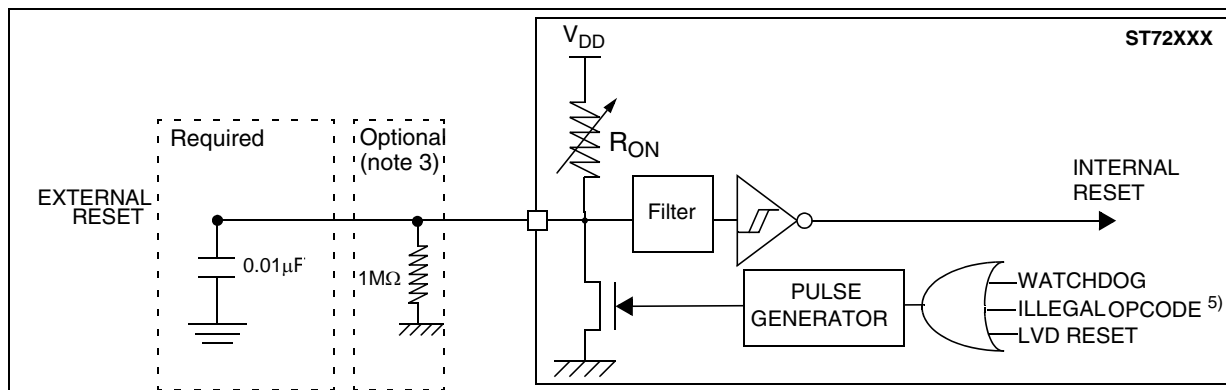 V_DD
ST72XXX
Required
Optional
(note 3)
R_ON
EXTERNAL
RESET
INTERNAL
RESET
Filter
0.01µF
1MΩ
PULSE
GENERATOR
WATCHDOG
ILLEGAL OPCODE 5)
LVD RESET